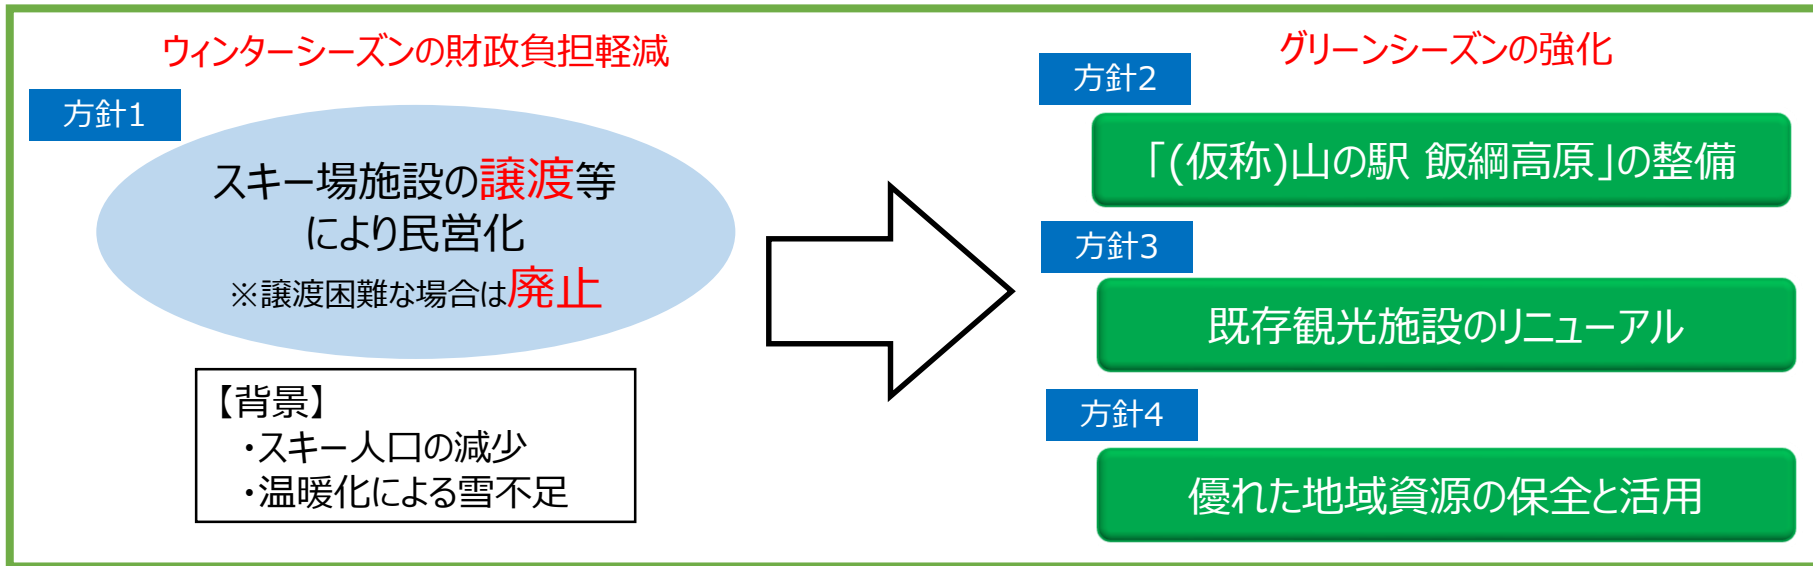 ウィンターシーズンの財政負担軽減
方針1
スキー場施設の譲渡等
により民営化
※譲渡困難な場合は廃止
【背景】
・スキー人口の減少
・温暖化による雪不足
グリーンシーズンの強化
方針2
「(仮称)山の駅 飯綱高原」の整備
方針3
既存観光施設のリニューアル
方針4
優れた地域資源の保全と活用